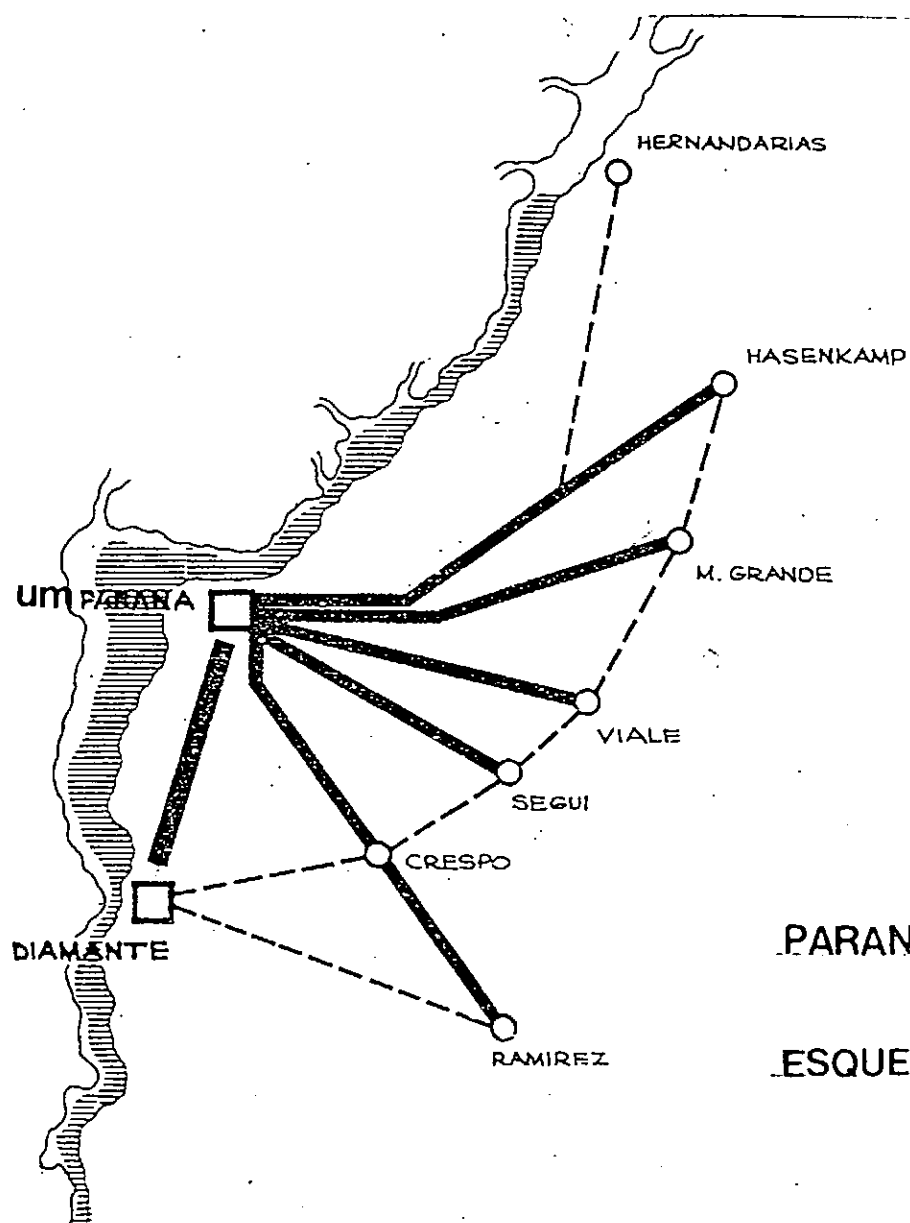 HERNANDARIAS
HASENKAMP
M. GRANDE
um PARANA
VIALE
SEGUI
CRESPO
DIAMANTE
PARAN
RAMIREZ
ESQUE